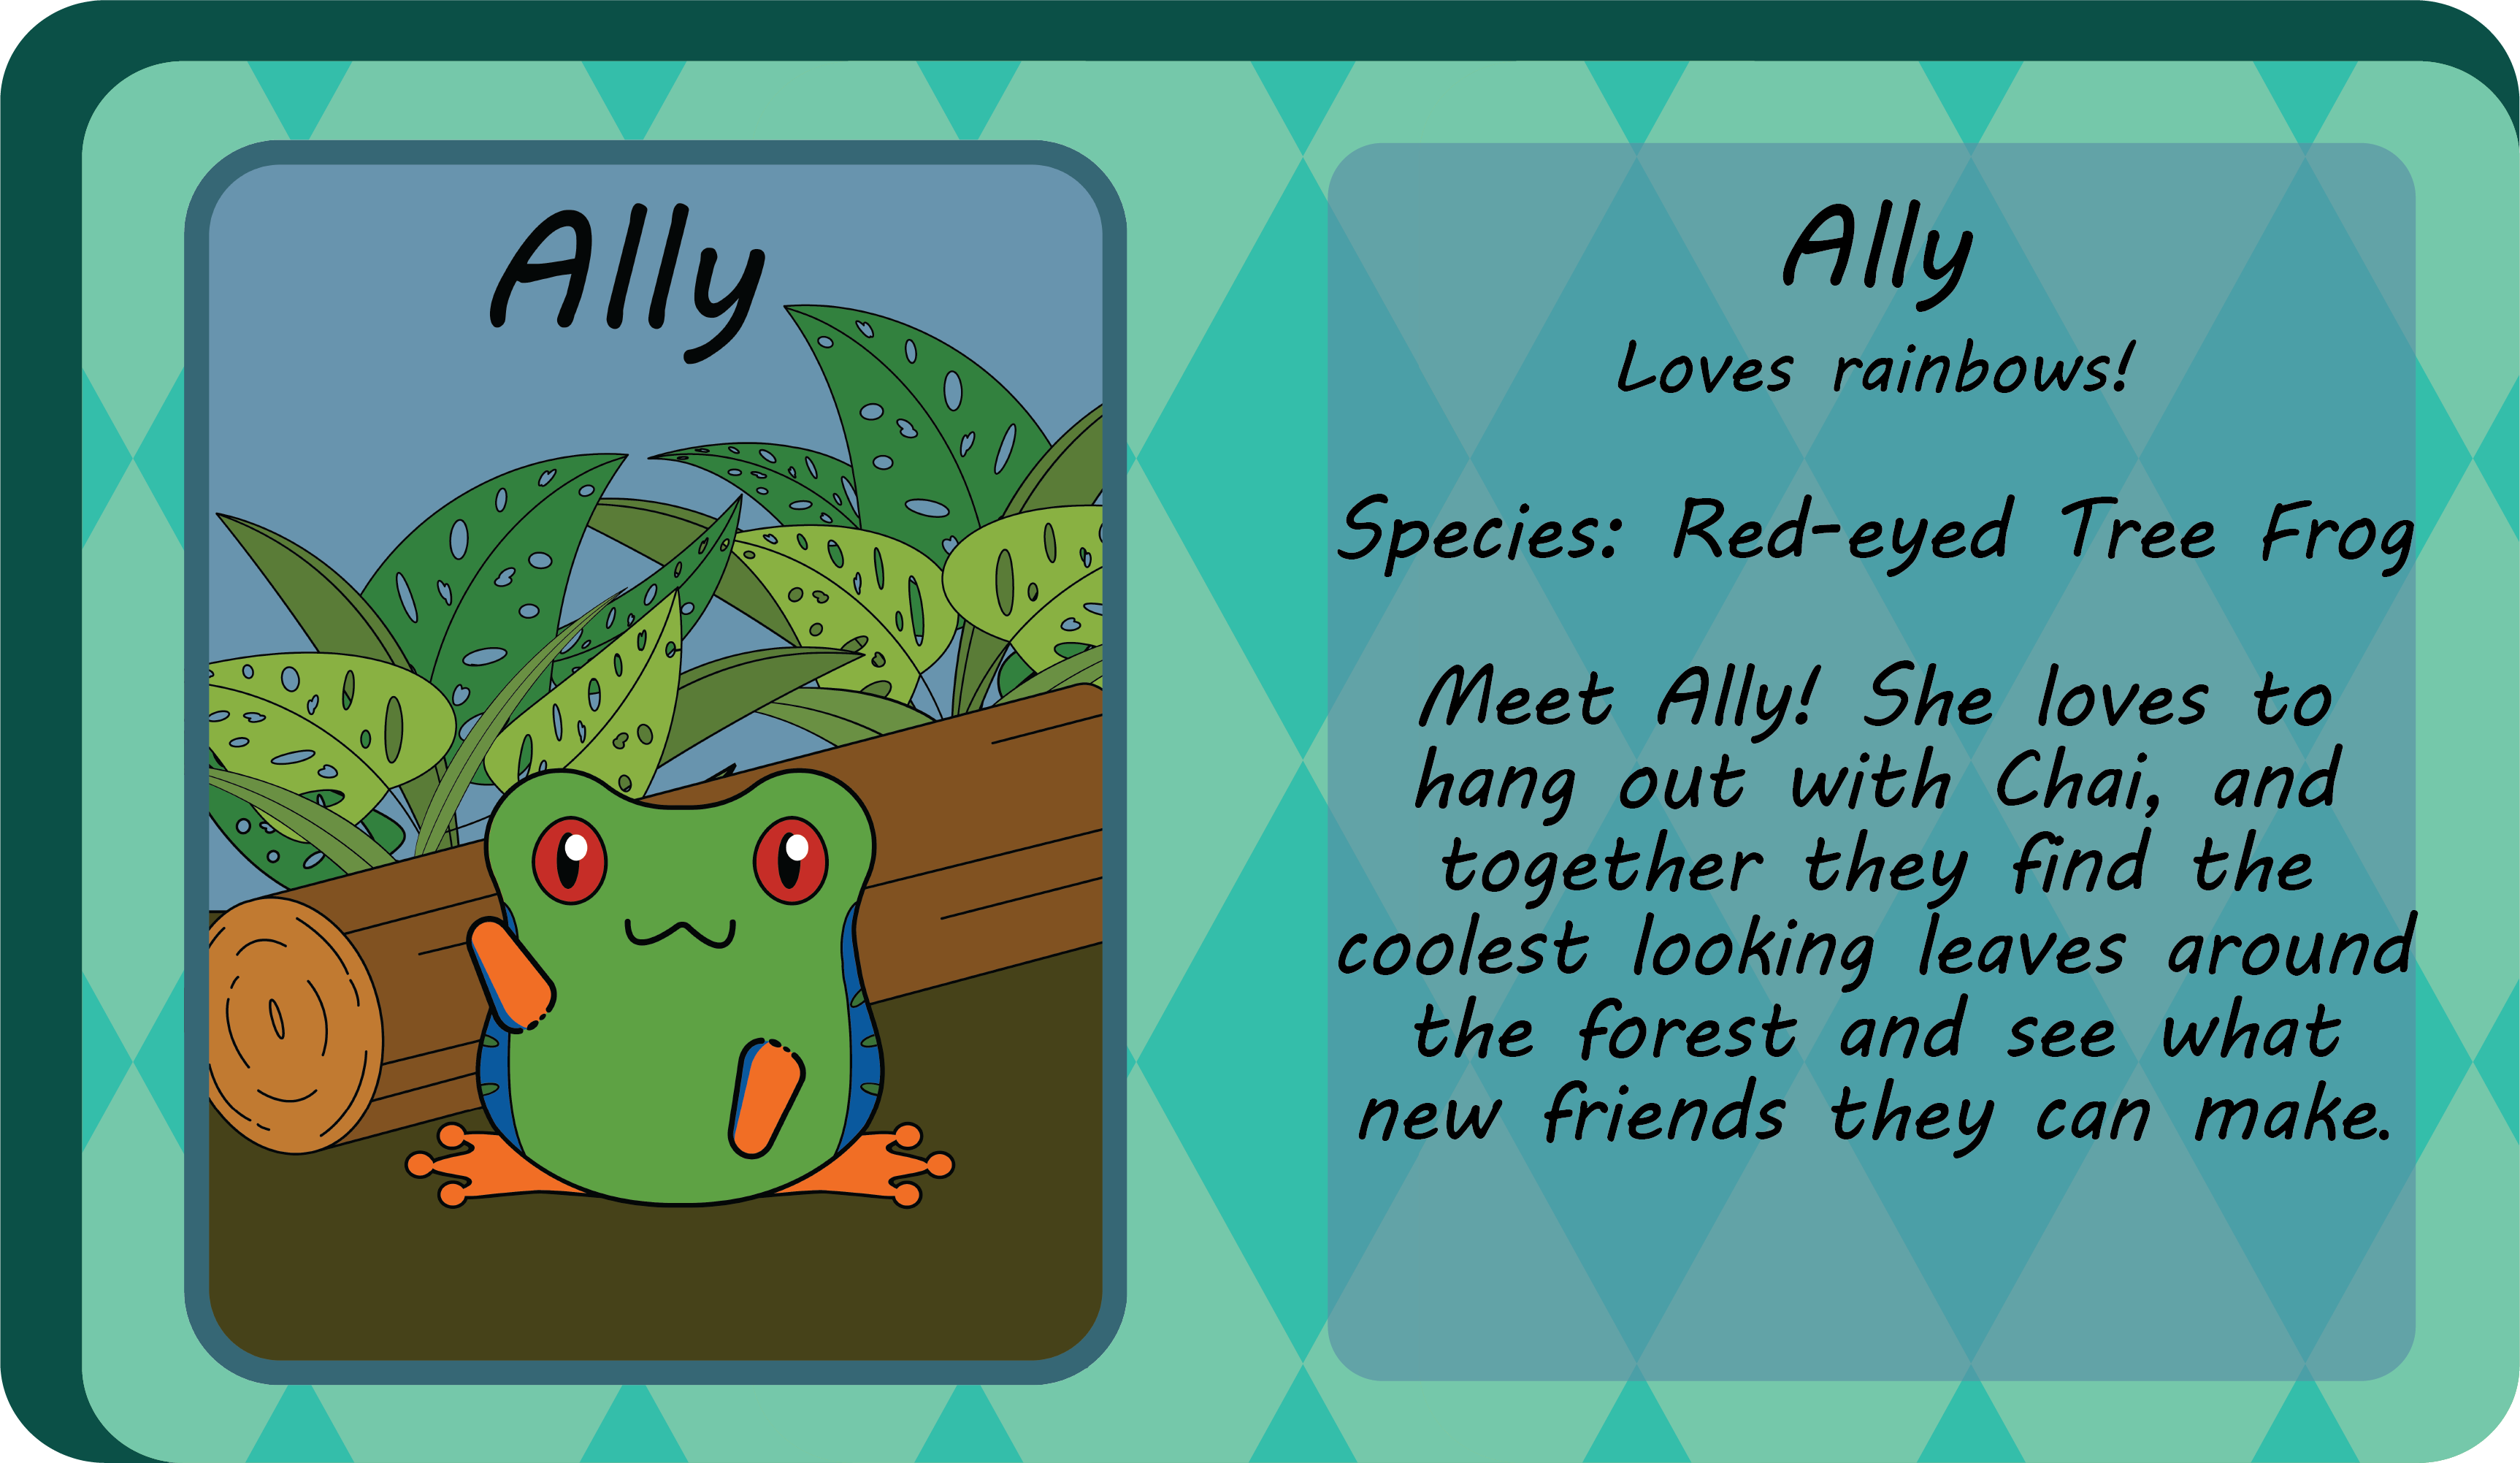 Ally
Ally
Loves rainbows!
Species: Red-eyed Tree Frog
Meet Ally! She loves to
hang out with Chai, and
together they find the
coolest looking leaves around
the forest and see what
new friends they can make.